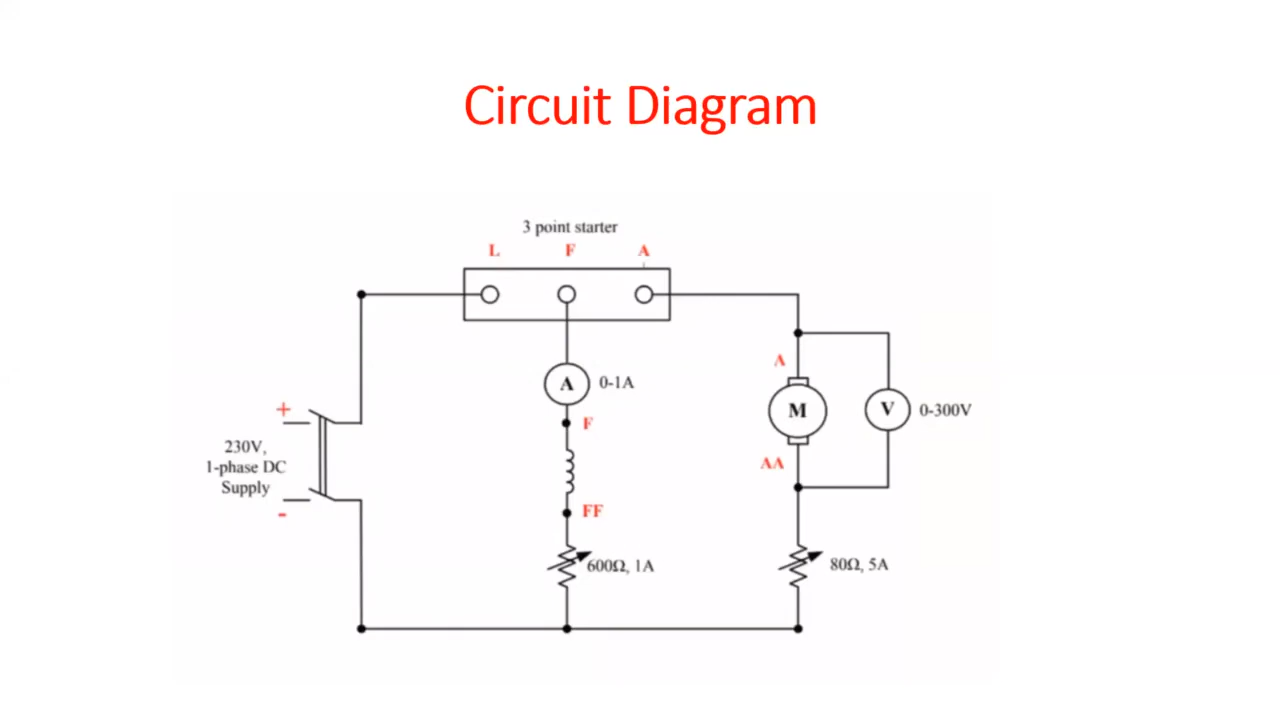 Circuit Diagram
3 point starter
L F A
A 0-1A
F
+
230V,
1-phase DC
Supply
-
A
M
V 0-300V
AA
FF
600Ω, 1A
80Ω, 5A